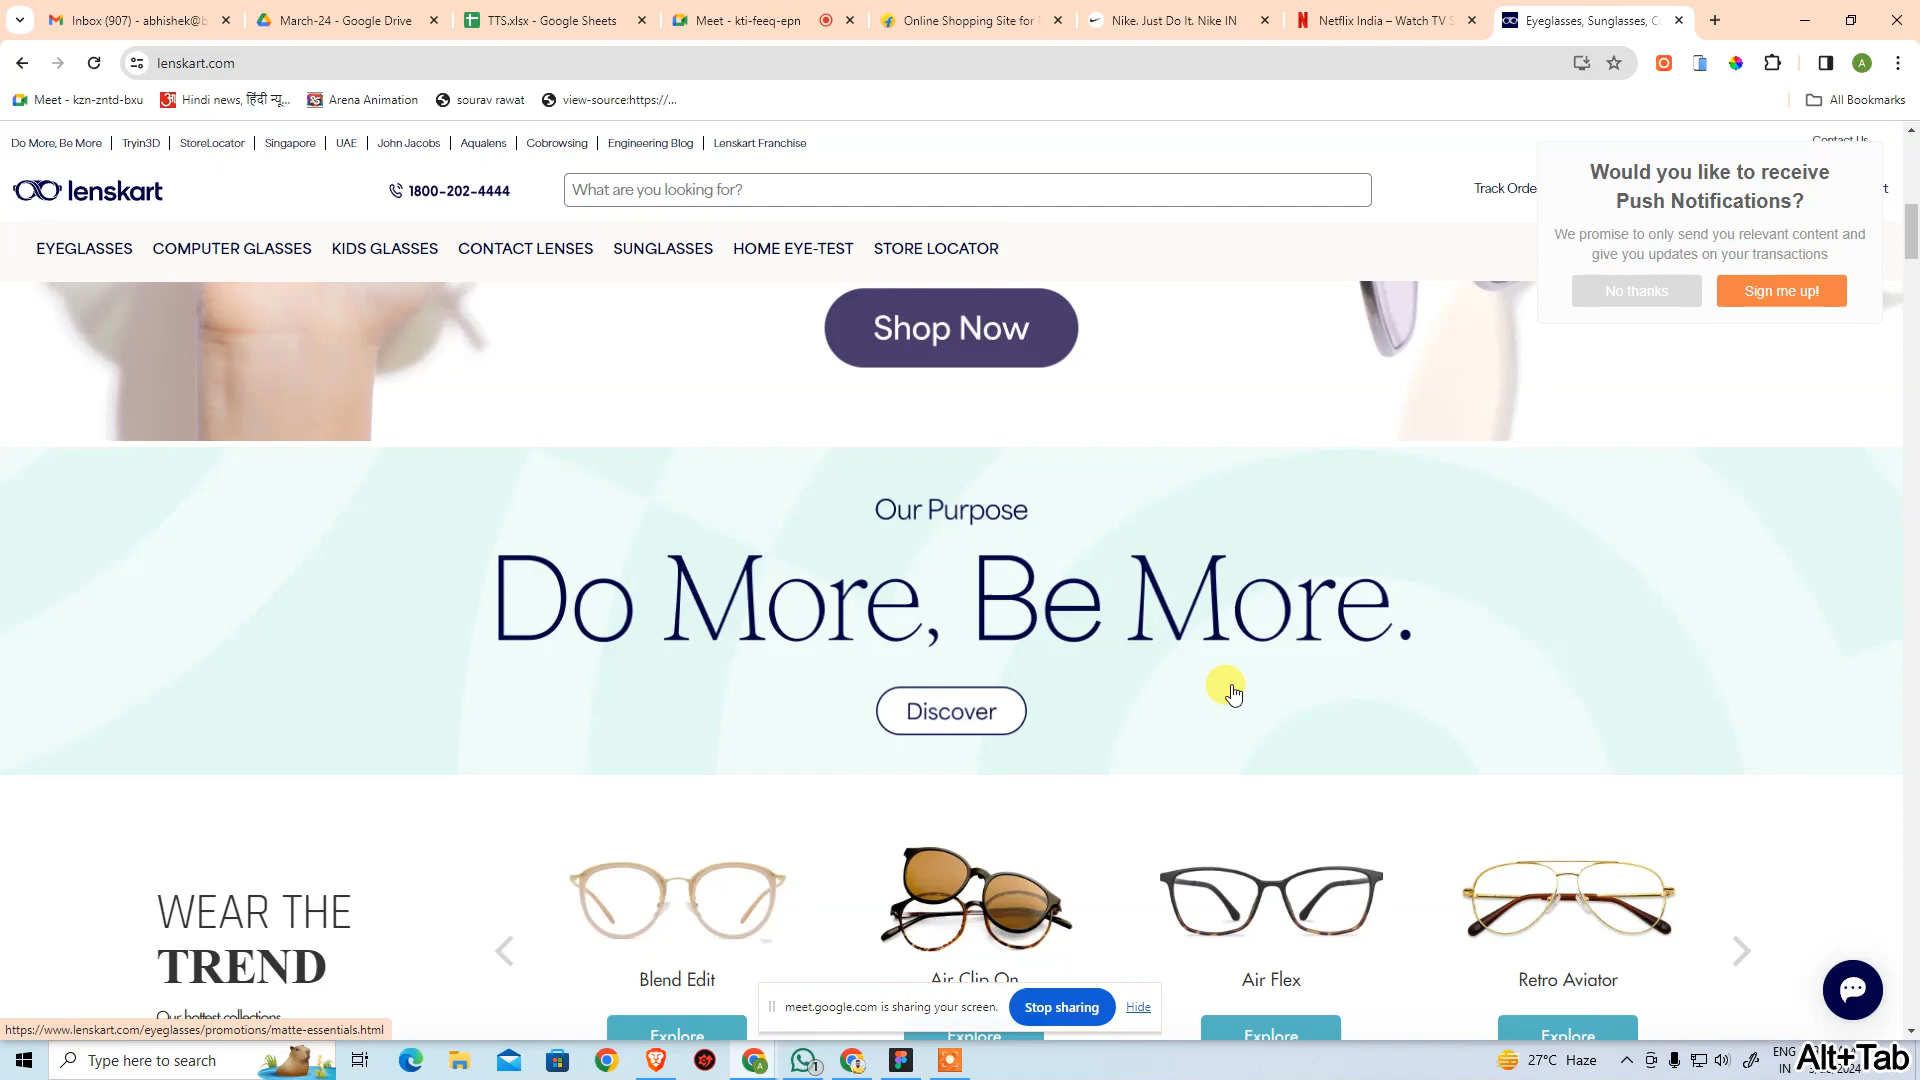 Inbox (907) - abhishek@b
March-24 - Google Drive
TTS.xlsx - Google Sheets
Meet - kti-feeq-epn
Online Shopping Site for
Nike. Just Do It. Nike IN
Netflix India – Watch TV S
Eyeglasses, Sunglasses, C
lenskart.com
A
Meet - kzn-zntd-bxu
Hindi news, हिंदी न्यू...
Arena Animation
sourav rawat
view-source:https://...
All Bookmarks
Do More, Be More
Tryin3D
StoreLocator
Singapore
UAE
John Jacobs
Aqualens
Cobrowsing
Engineering Blog
Lenskart Franchise
Contact Us
lenskart
1800-202-4444
What are you looking for?
Track Orde
Would you like to receive
Push Notifications?
We promise to only send you relevant content and
give you updates on your transactions
No thanks
Sign me up!
EYEGLASSES
COMPUTER GLASSES
KIDS GLASSES
CONTACT LENSES
SUNGLASSES
HOME EYE-TEST
STORE LOCATOR
Shop Now
Our Purpose
Do More, Be More.
Discover
WEAR THE
TREND
Our hottest collections
Blend Edit
Air Clip On
Air Flex
Retro Aviator
Explore
Explore
Explore
Explore
meet.google.com is sharing your screen.
Stop sharing
Hide
https://www.lenskart.com/eyeglasses/promotions/matte-essentials.html
Type here to search
27°C Haze
ENG
IN
Alt+Tab